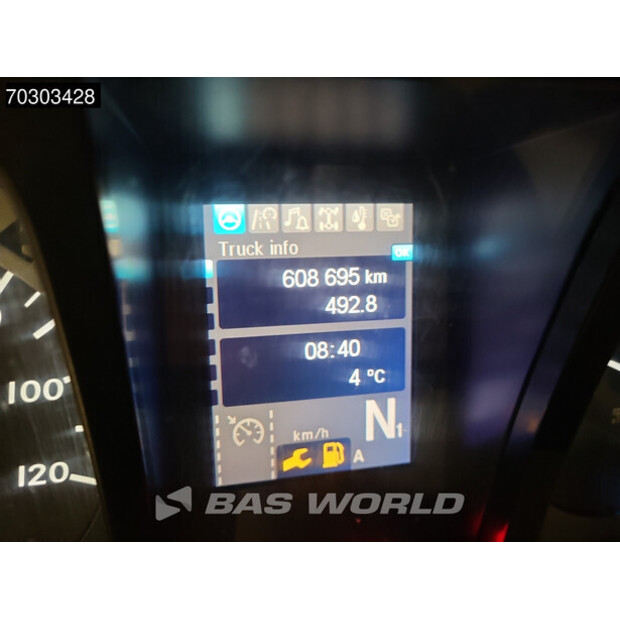 70303428
Truck info
OK
608 695 km
492.8
08:40
4 °C
100
120
km/h
N1
A
BAS WORLD